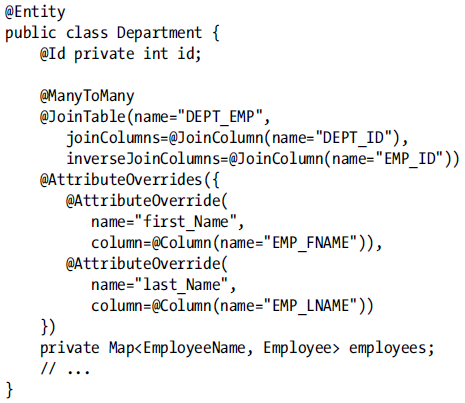 @Entity
public class Department {
    @Id private int id;

    @ManyToMany
    @JoinTable(name="DEPT_EMP",
        joinColumns=@JoinColumn(name="DEPT_ID"),
        inverseJoinColumns=@JoinColumn(name="EMP_ID"))
    @AttributeOverrides({
        @AttributeOverride(
            name="first_Name",
            column=@Column(name="EMP_FNAME")),
        @AttributeOverride(
            name="last_Name",
            column=@Column(name="EMP_LNAME"))
    })
    private Map<EmployeeName, Employee> employees;
    // ...
}